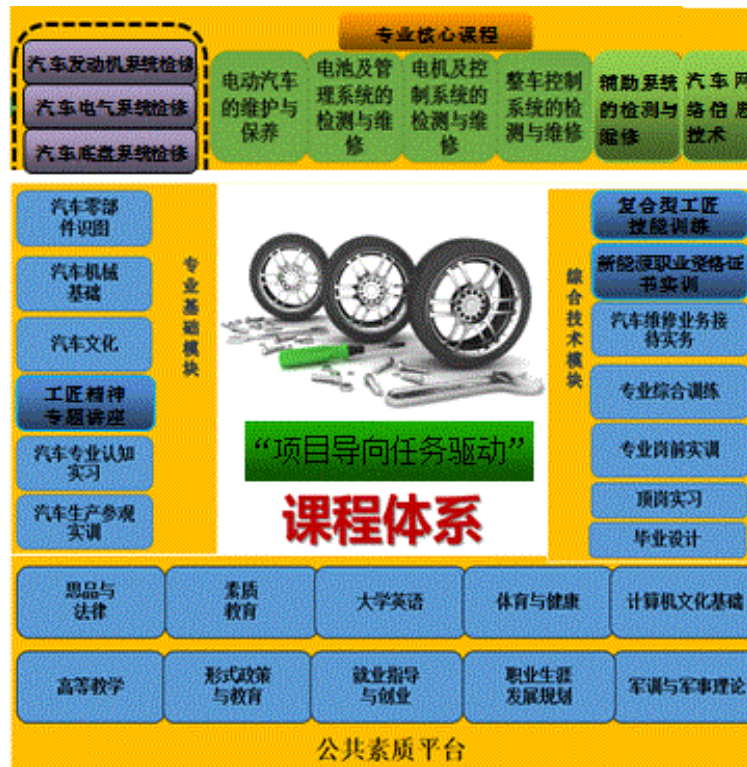 专业核心课程
汽车发动机系统检修
汽车电气系统检修
汽车底盘系统检修
电动汽车
的维护与
保养
电池及管
理系统的
检测与维
修
电机及控
制系统的
检测与维
修
整车控制
系统的检
测与维修
辅助系统
的检测与
维修
汽车网
络信息
技术
汽车零部
件识图
汽车机械
基础
汽车文化
工匠精神
专题讲座
汽车专业认知
实习
汽车生产参观
实训
专业基础模块
“项目导向任务驱动”
课程体系
综合技术模块
复合型工匠
技能训练
新能源职业资格证
书实训
汽车维修业务接
待实务
专业综合训练
专业岗前实训
顶岗实习
毕业设计
思品与
法律
素质
教育
大学英语
体育与健康
计算机文化基础
高等教学
形式政策
与教育
就业指导
与创业
职业生涯
发展规划
军训与军事理论
公共素质平台